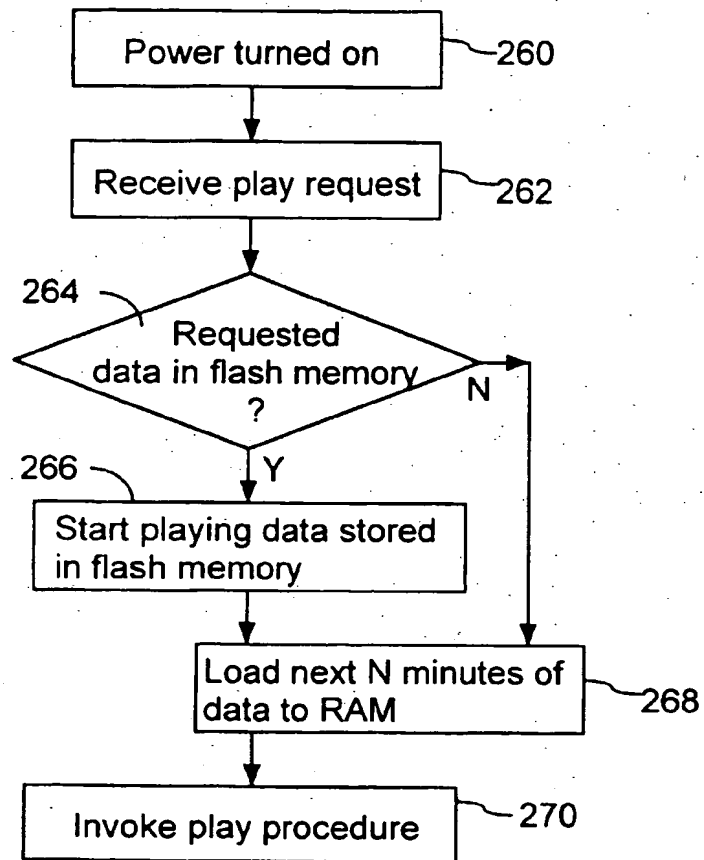 Power turned on
260
Receive play request
262
264
Requested
data in flash memory
?
N
Y
266
Start playing data stored
in flash memory
Load next N minutes of
data to RAM
268
Invoke play procedure
270